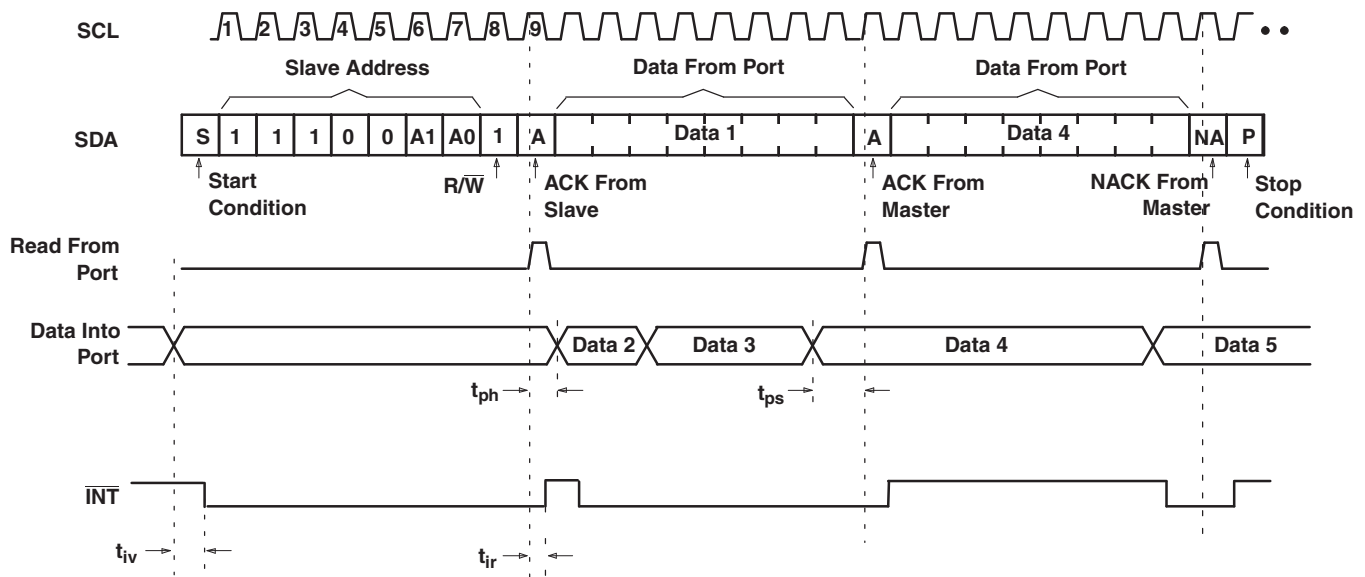 SCL
1 2 3 4 5 6 7 8 9
Slave Address
Data From Port
Data From Port
SDA
S 1 1 1 0 0 A1 A0 1 A Data 1 A Data 4 NA P
Start
Condition
R/W̅
ACK From
Slave
ACK From
Master
NACK From
Master
Stop
Condition
Read From
Port
Data Into
Port
Data 2 Data 3 Data 4 Data 5
tph
tps
I̅N̅T̅
tiv
tir